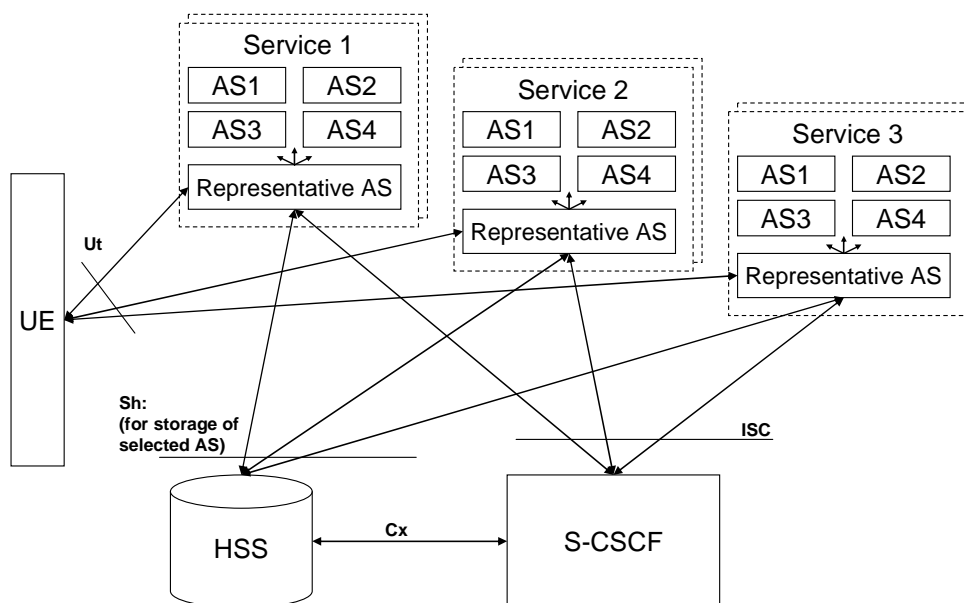 Service 1
AS1 AS2
AS3 AS4
Representative AS
Service 2
AS1 AS2
AS3 AS4
Representative AS
Service 3
AS1 AS2
AS3 AS4
Representative AS
Ut
UE
Sh:
(for storage of
selected AS)
ISC
HSS
Cx
S-CSCF